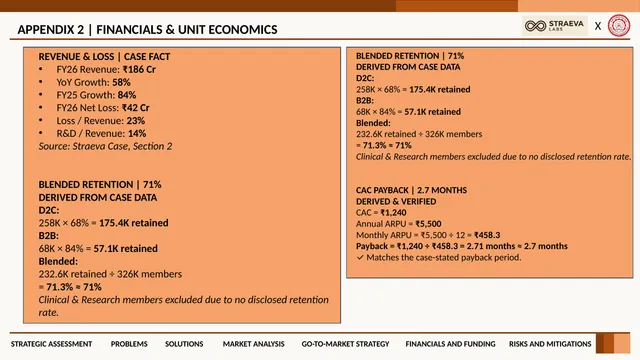 APPENDIX 2 | FINANCIALS & UNIT ECONOMICS
STRAEVA
LABS
X
REVENUE & LOSS | CASE FACT
• FY26 Revenue: ₹186 Cr
• YoY Growth: 58%
• FY25 Growth: 84%
• FY26 Net Loss: ₹42 Cr
• Loss / Revenue: 23%
• R&D / Revenue: 14%
Source: Straeva Case, Section 2
BLENDED RETENTION | 71%
DERIVED FROM CASE DATA
D2C:
258K × 68% = 175.4K retained
B2B:
68K × 84% = 57.1K retained
Blended:
232.6K retained ÷ 326K members
= 71.3% ≈ 71%
Clinical & Research members excluded due to no disclosed retention
rate.
BLENDED RETENTION | 71%
DERIVED FROM CASE DATA
D2C:
258K × 68% = 175.4K retained
B2B:
68K × 84% = 57.1K retained
Blended:
232.6K retained ÷ 326K members
= 71.3% ≈ 71%
Clinical & Research members excluded due to no disclosed retention rate.
CAC PAYBACK | 2.7 MONTHS
DERIVED & VERIFIED
CAC = ₹1,240
Annual ARPU = ₹5,500
Monthly ARPU = ₹5,500 ÷ 12 = ₹458.3
Payback = ₹1,240 ÷ ₹458.3 = 2.71 months ≈ 2.7 months
✓ Matches the case-stated payback period.
STRATEGIC ASSESSMENT PROBLEMS SOLUTIONS MARKET ANALYSIS GO-TO-MARKET STRATEGY FINANCIALS AND FUNDING RISKS AND MITIGATIONS